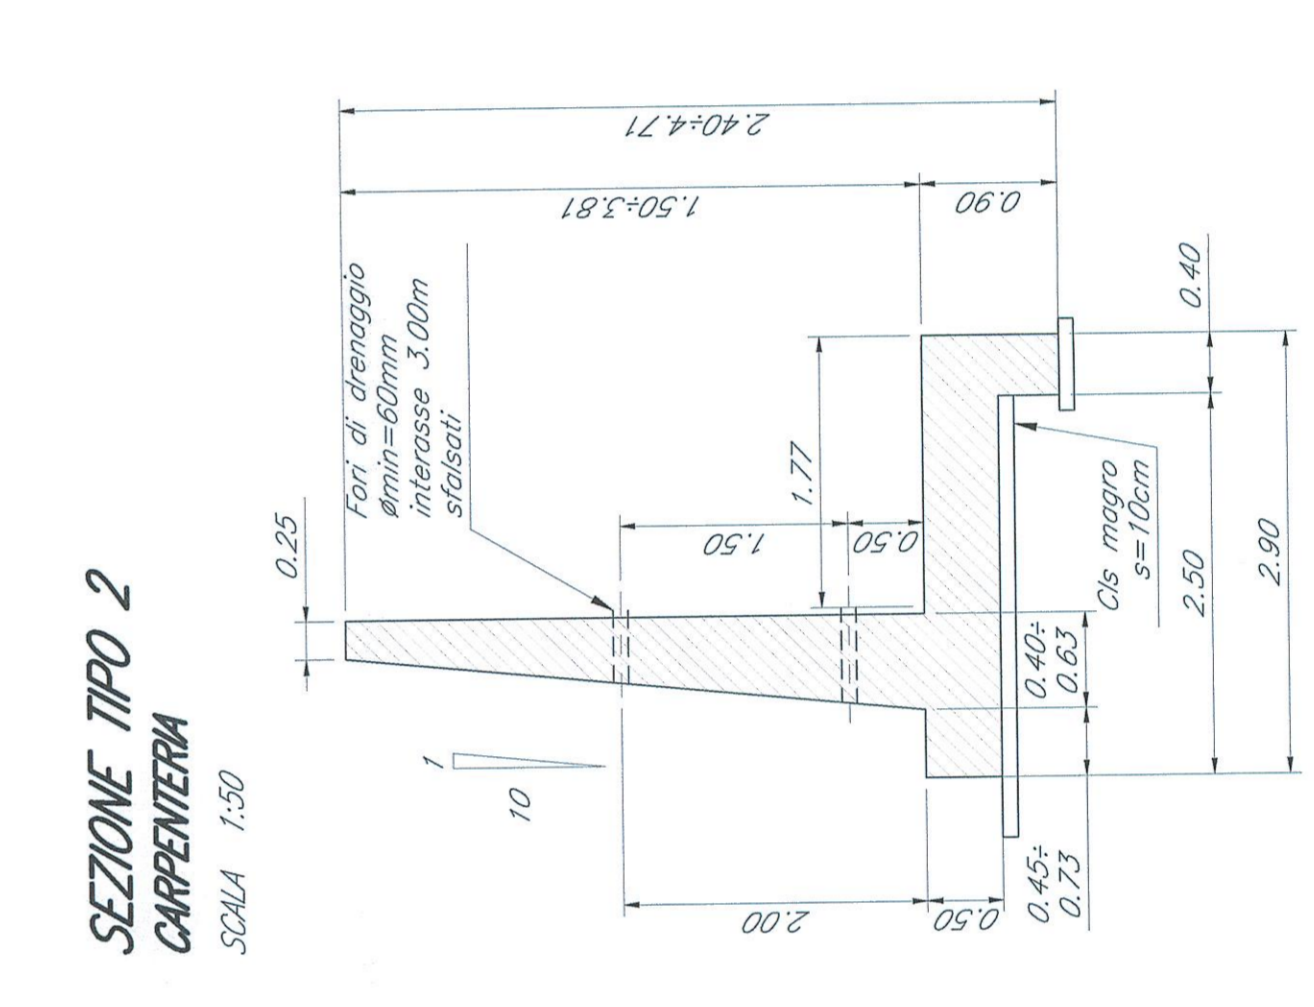 SEZIONE TIPO 2
CARPENTERIA
SCALA 1:50
0.25
Fori di drenaggio
ømin=60mm
interasse 3.00m
sfalsati
2.40÷4.71
1.50÷3.81
0.90
0.40
1.77
1.50
0.50
1
10
Cls magro
s=10cm
2.50
2.90
0.40÷
0.63
0.45÷
0.73
2.00
0.50